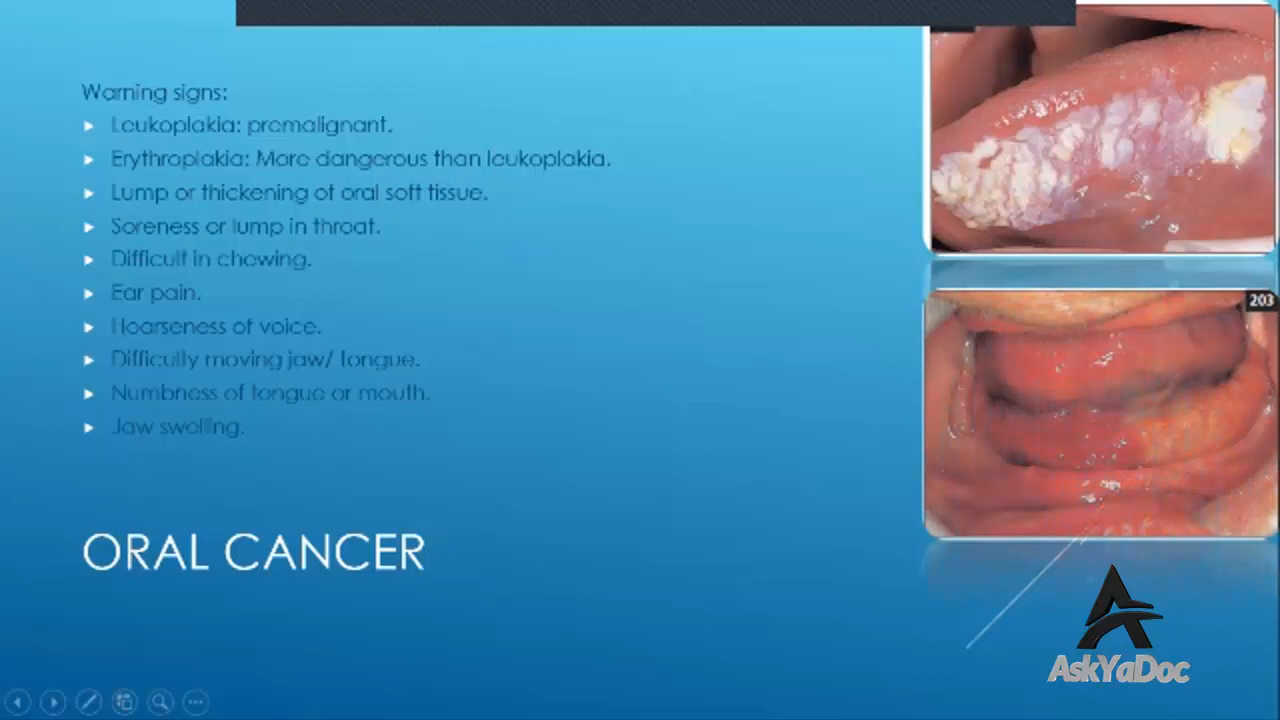 Warning signs:
Leukoplakia: premalignant.
Erythroplakia: More dangerous than leukoplakia.
Lump or thickening of oral soft tissue.
Soreness or lump in throat.
Difficult in chewing.
Ear pain.
Hoarseness of voice.
Difficully moving jaw/ tongue.
Numbness of tongue or mouth.
Jaw swelling.
ORAL CANCER
203
AskYaDoc